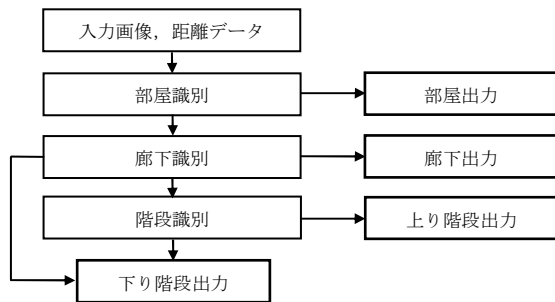 入力画像，距離データ
部屋識別
部屋出力
廊下識別
廊下出力
階段識別
上り階段出力
下り階段出力